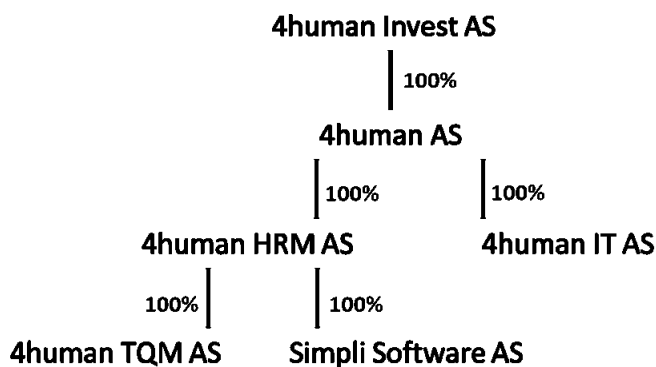 4human Invest AS
100%
4human AS
100% 100%
4human HRM AS 4human IT AS
100% 100%
4human TQM AS Simpli Software AS